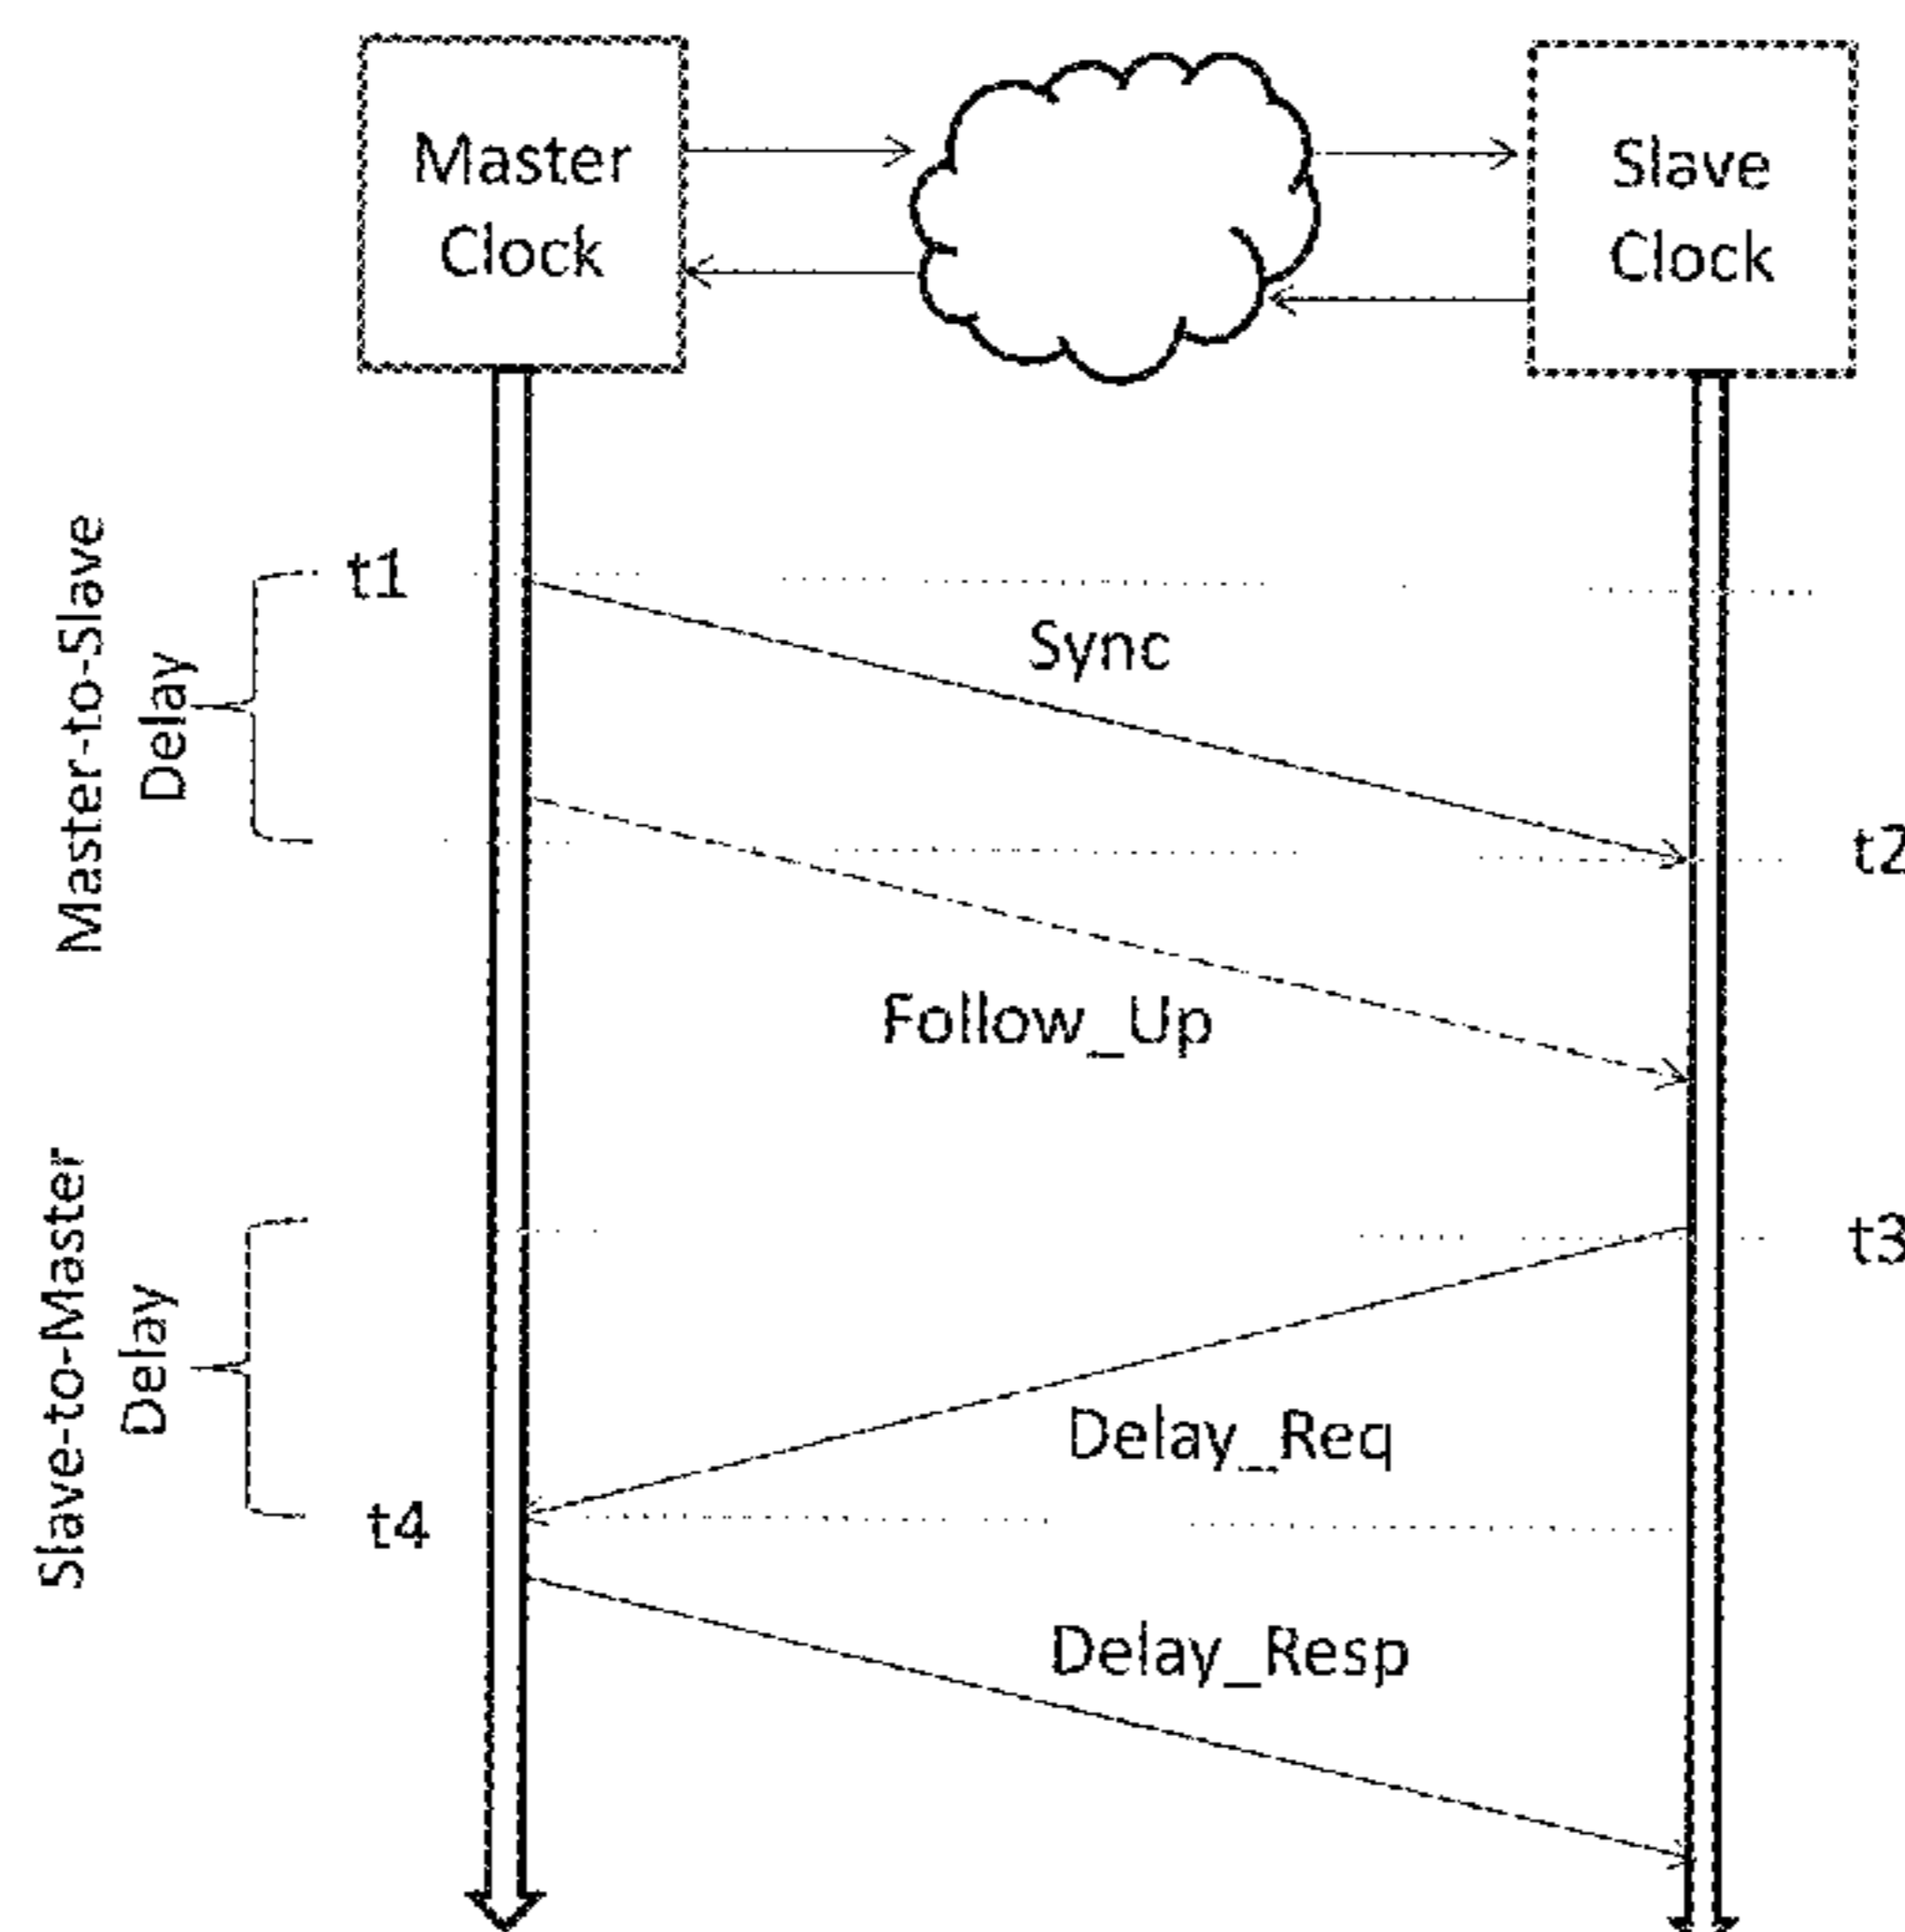 Master
Clock
Slave
Clock
Master-to-Slave
Delay
t1
Sync
t2
Follow_Up
Slave-to-Master
Delay
t3
Delay_Req
t4
Delay_Resp